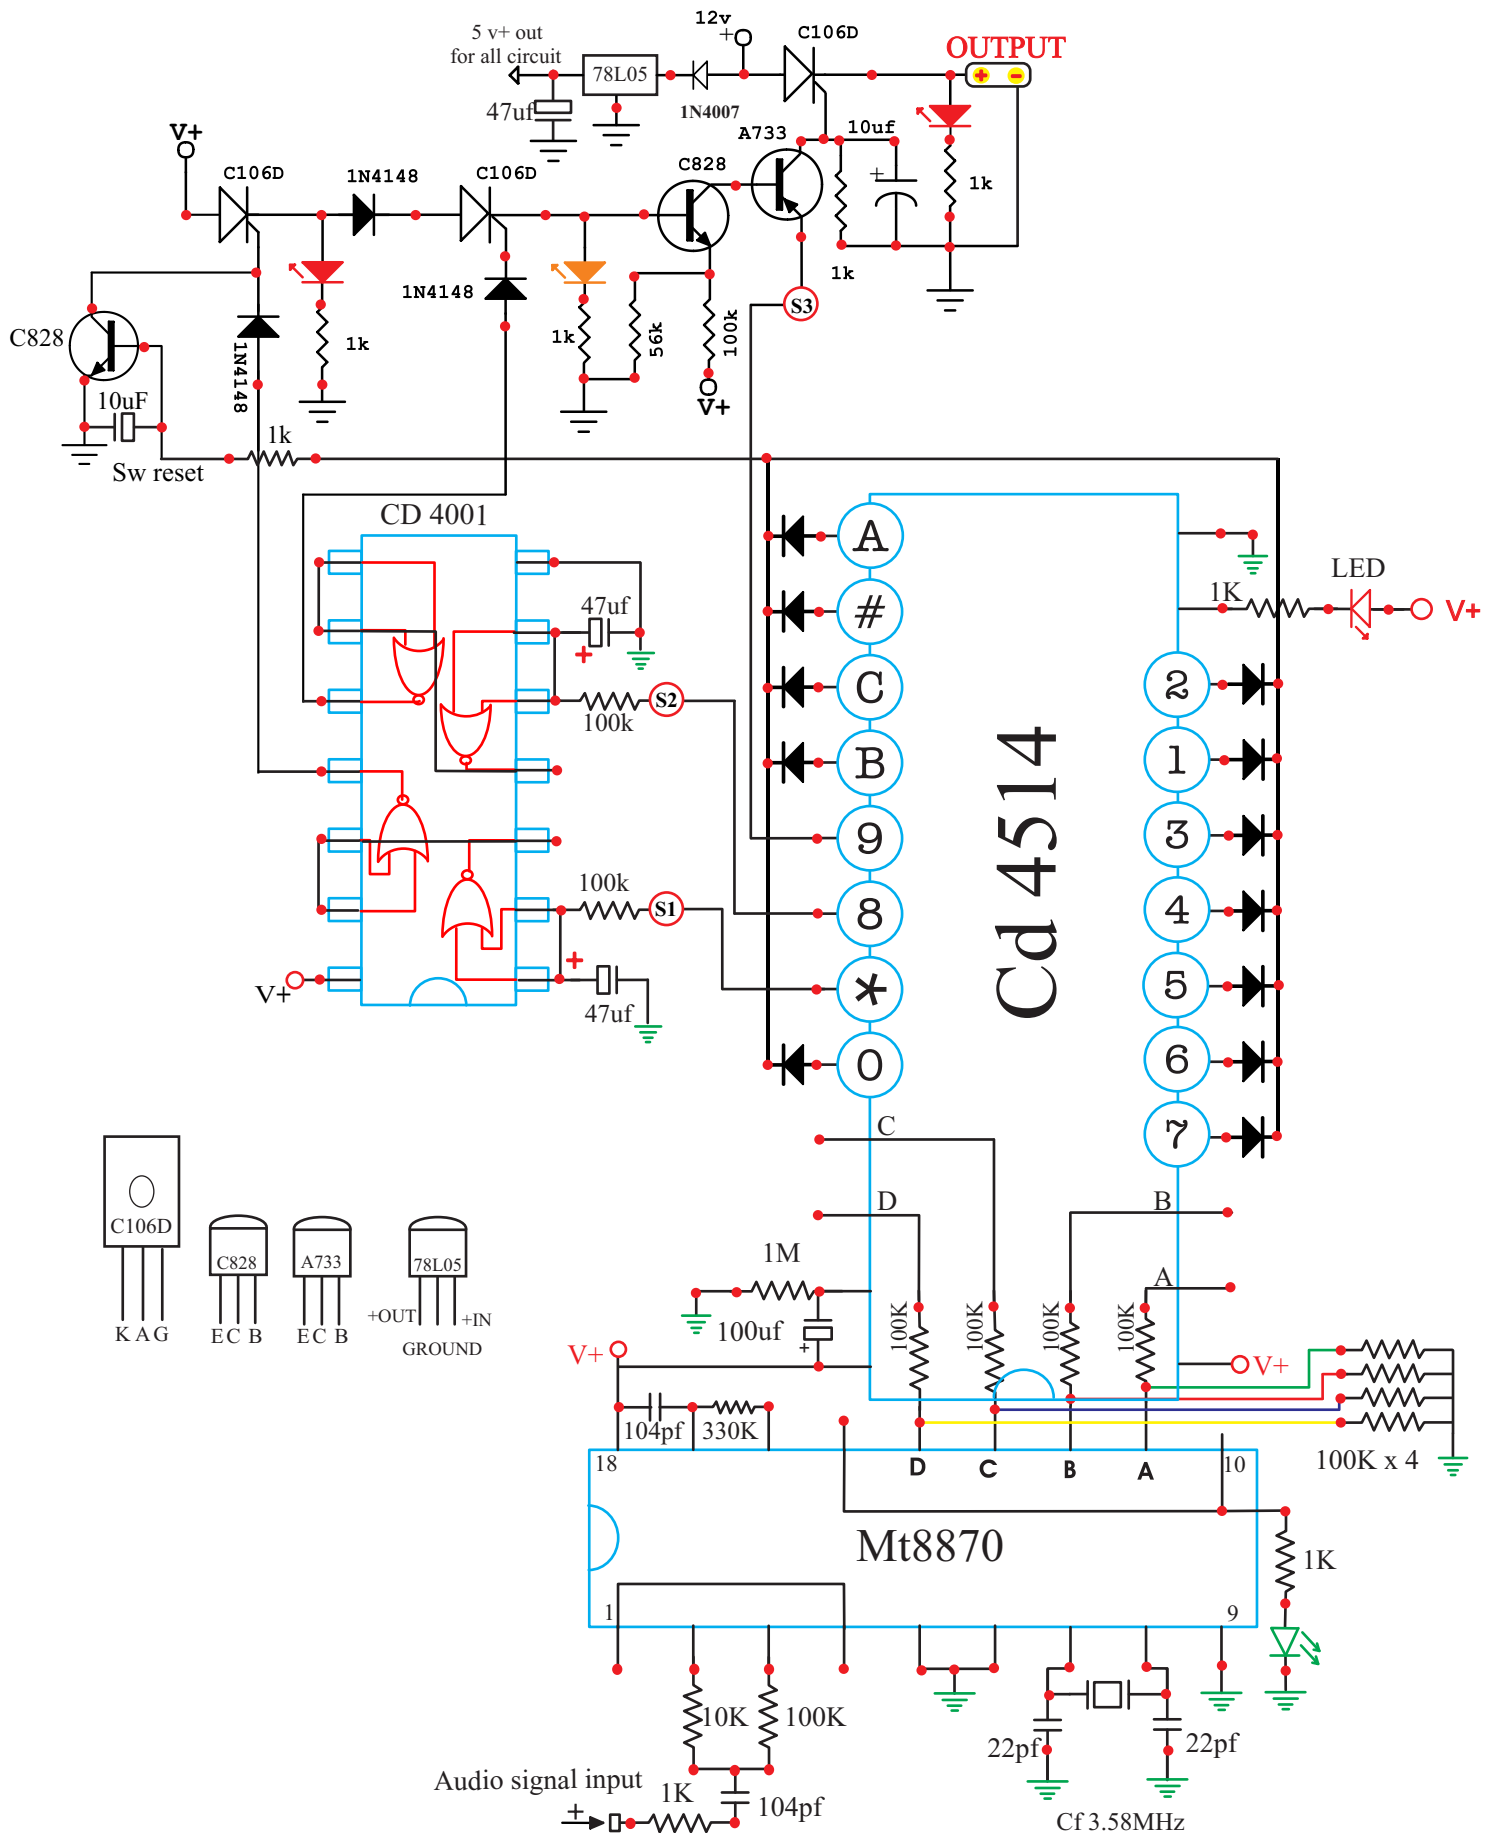 5 v+ out
for all circuit
78L05
47uf
1N4007
12v
+
C106D
OUTPUT
+ -
A733
10uf
+
1k
1k
V+
C106D
1N4148
C106D
C828
1N4148
1k
1k
56k
100k
V+
S3
C828
1N4148
10uF
Sw reset
1k
CD 4001
47uf
+
100k
S2
100k
S1
+
47uf
V+
A
#
C
B
9
8
*
0
Cd 4514
1K
LED
V+
2
1
3
4
5
6
7
C
D
B
A
1M
100uf
+
V+
100K
100K
100K
100K
V+
104pf
330K
100K x 4
18
D
C
B
A
10
Mt8870
1
9
1K
10K
100K
22pf
22pf
Cf 3.58MHz
Audio signal input
+
1K
104pf
C106D
K A G
C828
E C B
A733
E C B
78L05
+OUT
+IN
GROUND